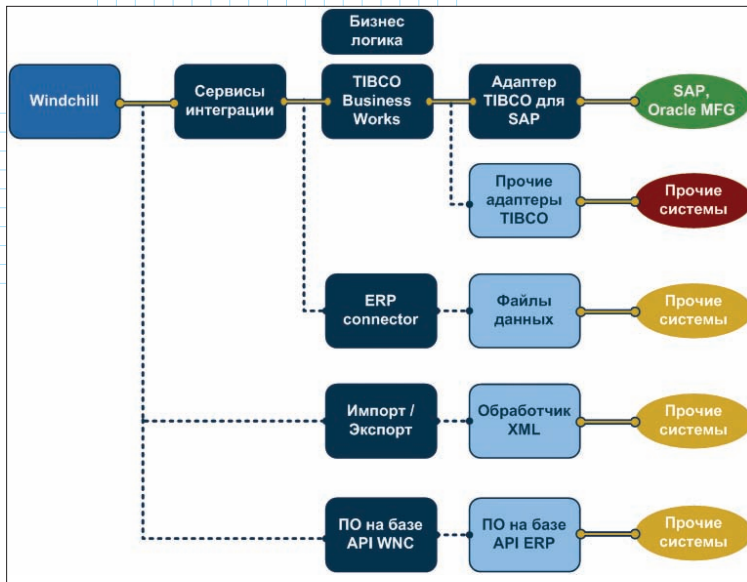 Бизнес
логика
Windchill
Сервисы
интеграции
TIBCO
Business
Works
Адаптер
TIBCO для
SAP
SAP,
Oracle MFG
Прочие
адаптеры
TIBCO
Прочие
системы
ERP
connector
Файлы
данных
Прочие
системы
Импорт /
Экспорт
Обработчик
XML
Прочие
системы
ПО на базе
API WNC
ПО на базе
API ERP
Прочие
системы